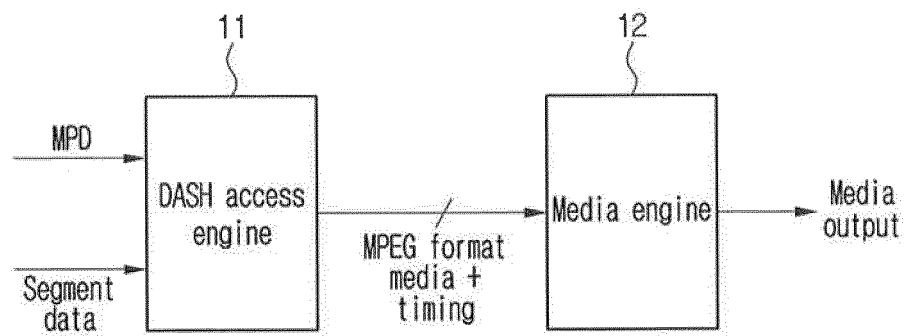 11
12
MPD
DASH access
engine
Segment
data
MPEG format
media +
timing
Media engine
Media
output